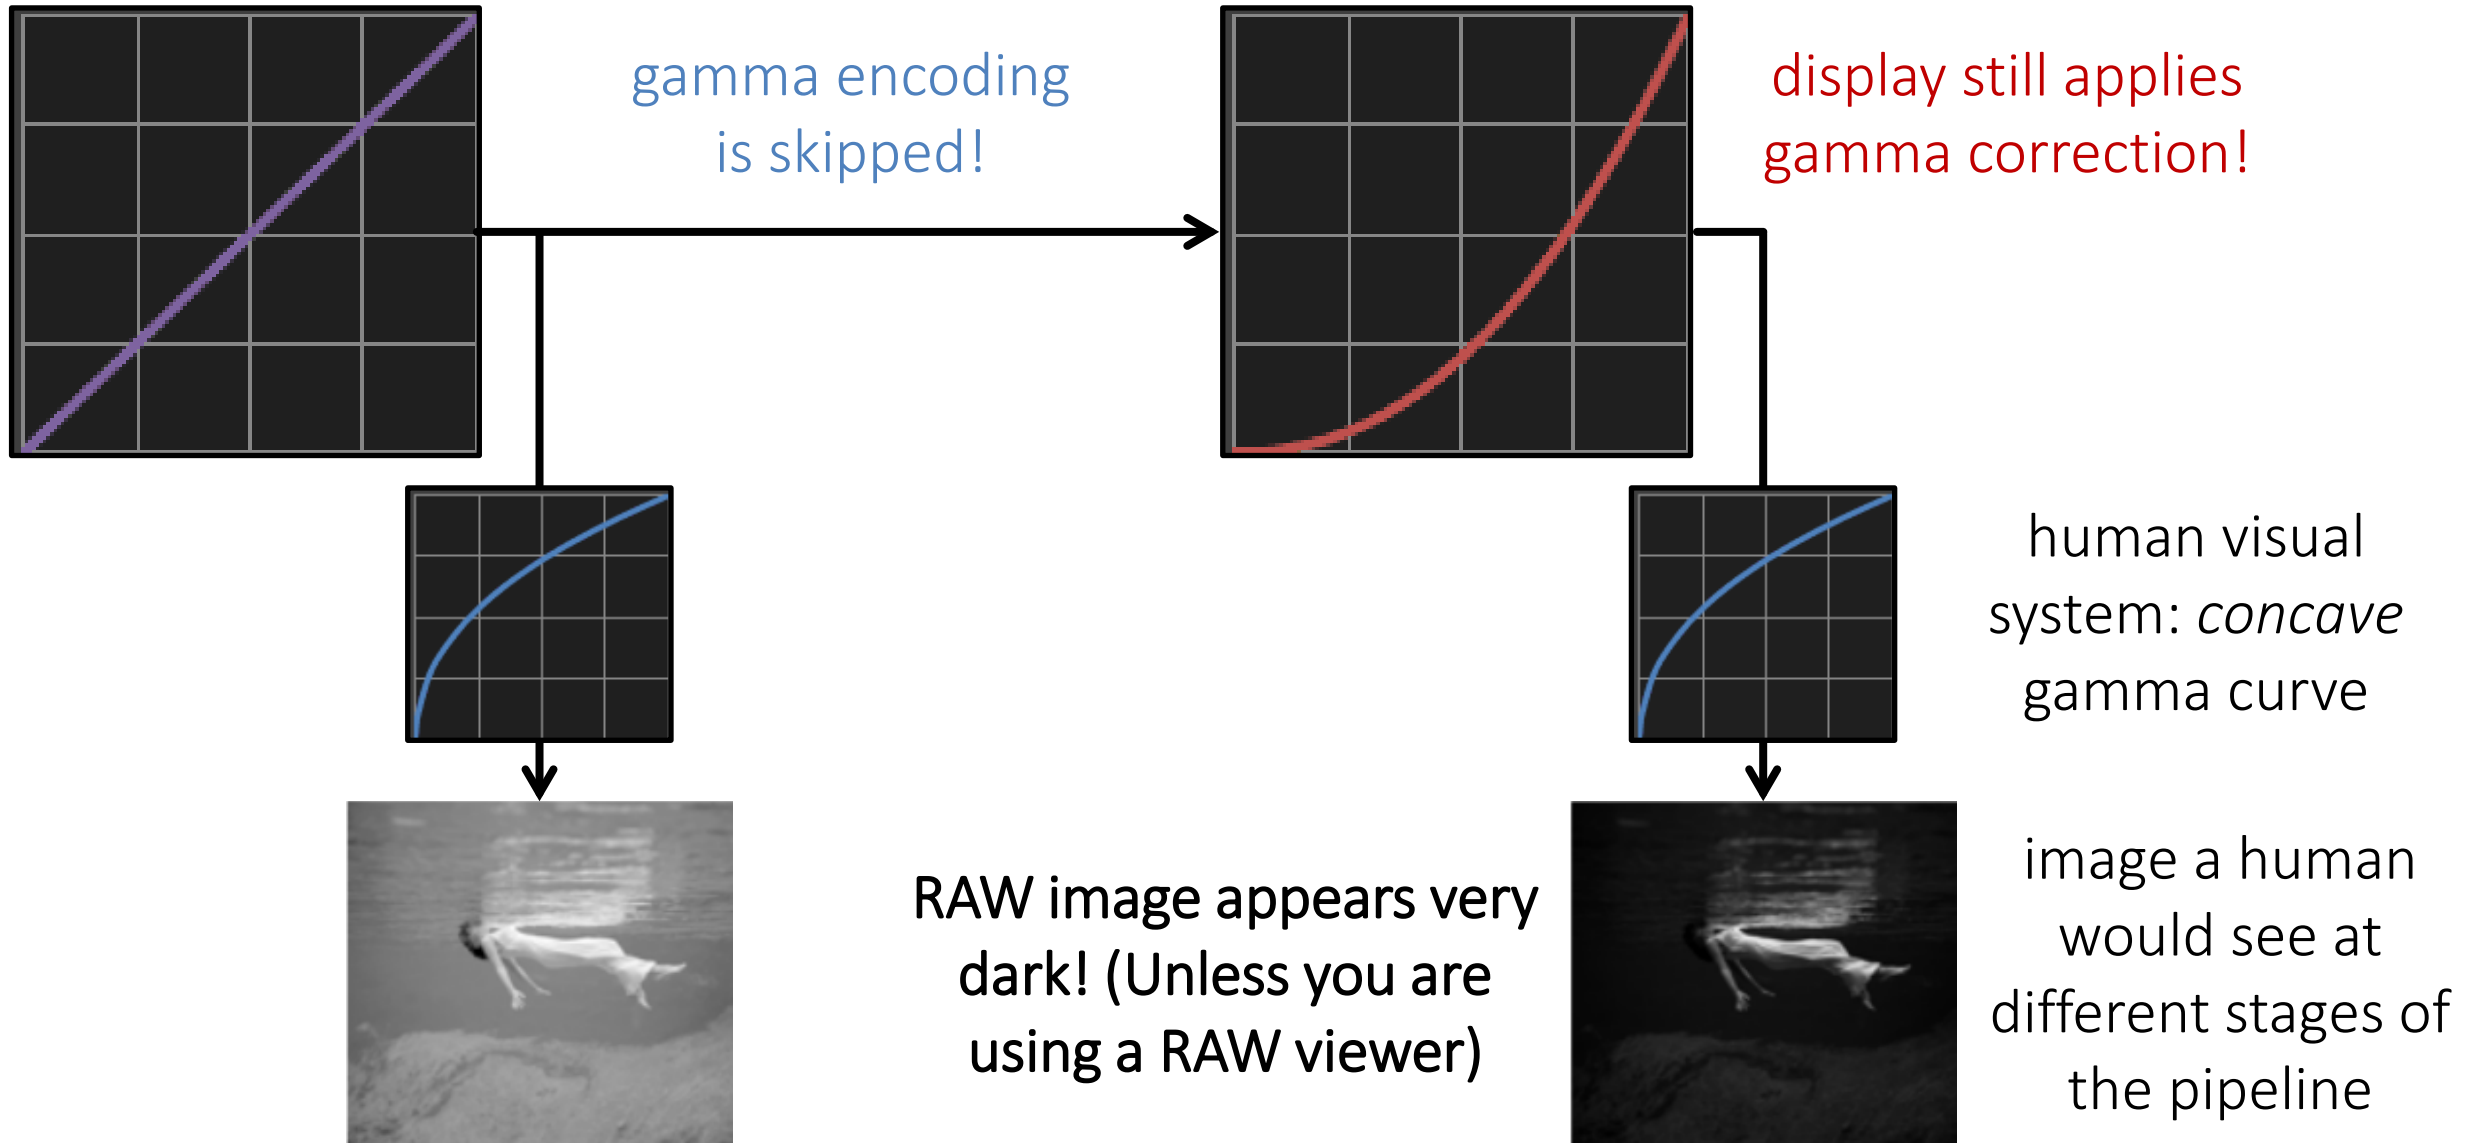 gamma encoding
is skipped!
display still applies
gamma correction!
human visual
system: concave
gamma curve
RAW image appears very
dark! (Unless you are
using a RAW viewer)
image a human
would see at
different stages of
the pipeline